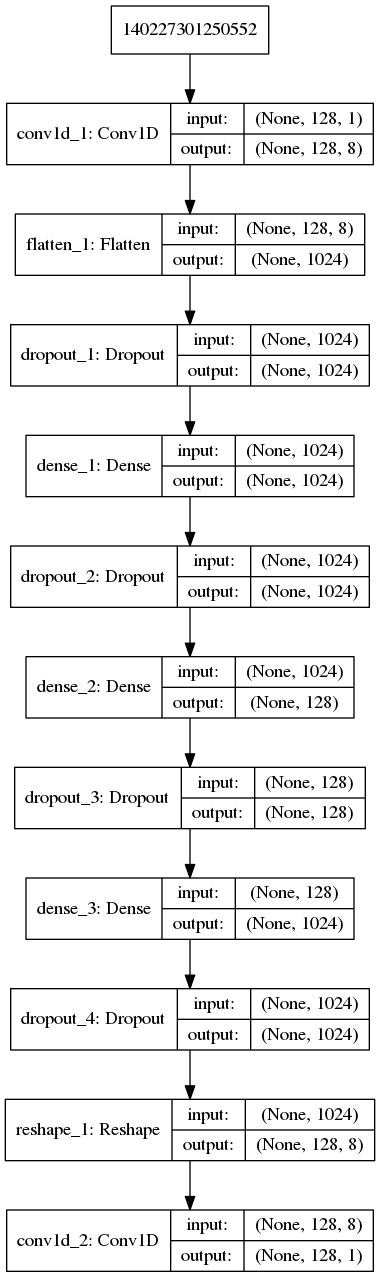 140227301250552
conv1d_1: Conv1D
input: (None, 128, 1)
output: (None, 128, 8)
flatten_1: Flatten
input: (None, 128, 8)
output: (None, 1024)
dropout_1: Dropout
input: (None, 1024)
output: (None, 1024)
dense_1: Dense
input: (None, 1024)
output: (None, 1024)
dropout_2: Dropout
input: (None, 1024)
output: (None, 1024)
dense_2: Dense
input: (None, 1024)
output: (None, 128)
dropout_3: Dropout
input: (None, 128)
output: (None, 128)
dense_3: Dense
input: (None, 128)
output: (None, 1024)
dropout_4: Dropout
input: (None, 1024)
output: (None, 1024)
reshape_1: Reshape
input: (None, 1024)
output: (None, 128, 8)
conv1d_2: Conv1D
input: (None, 128, 8)
output: (None, 128, 1)